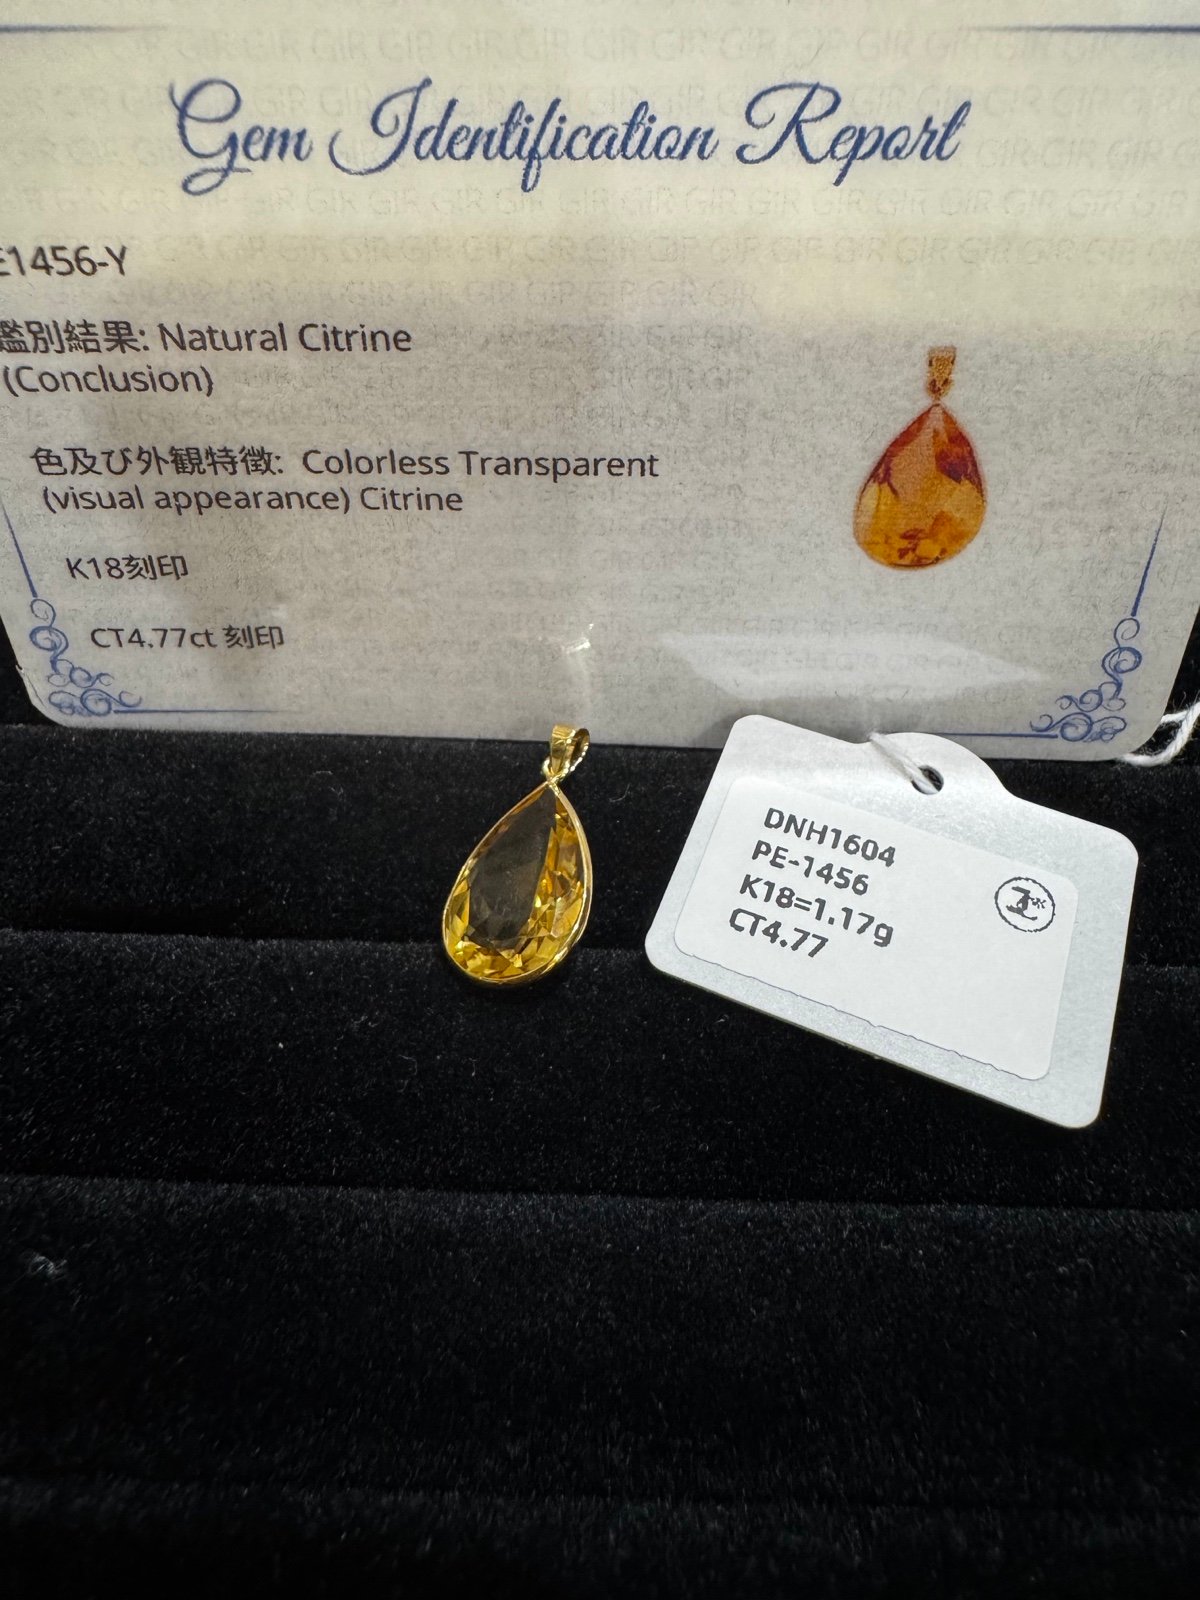 Gem Identification Report
E1456-Y
鑑別結果: Natural Citrine
(Conclusion)
色及び外観特徴: Colorless Transparent
(visual appearance) Citrine
K18刻印
CT4.77ct 刻印
DNH1604
PE-1456
K18=1.17g
CT4.77